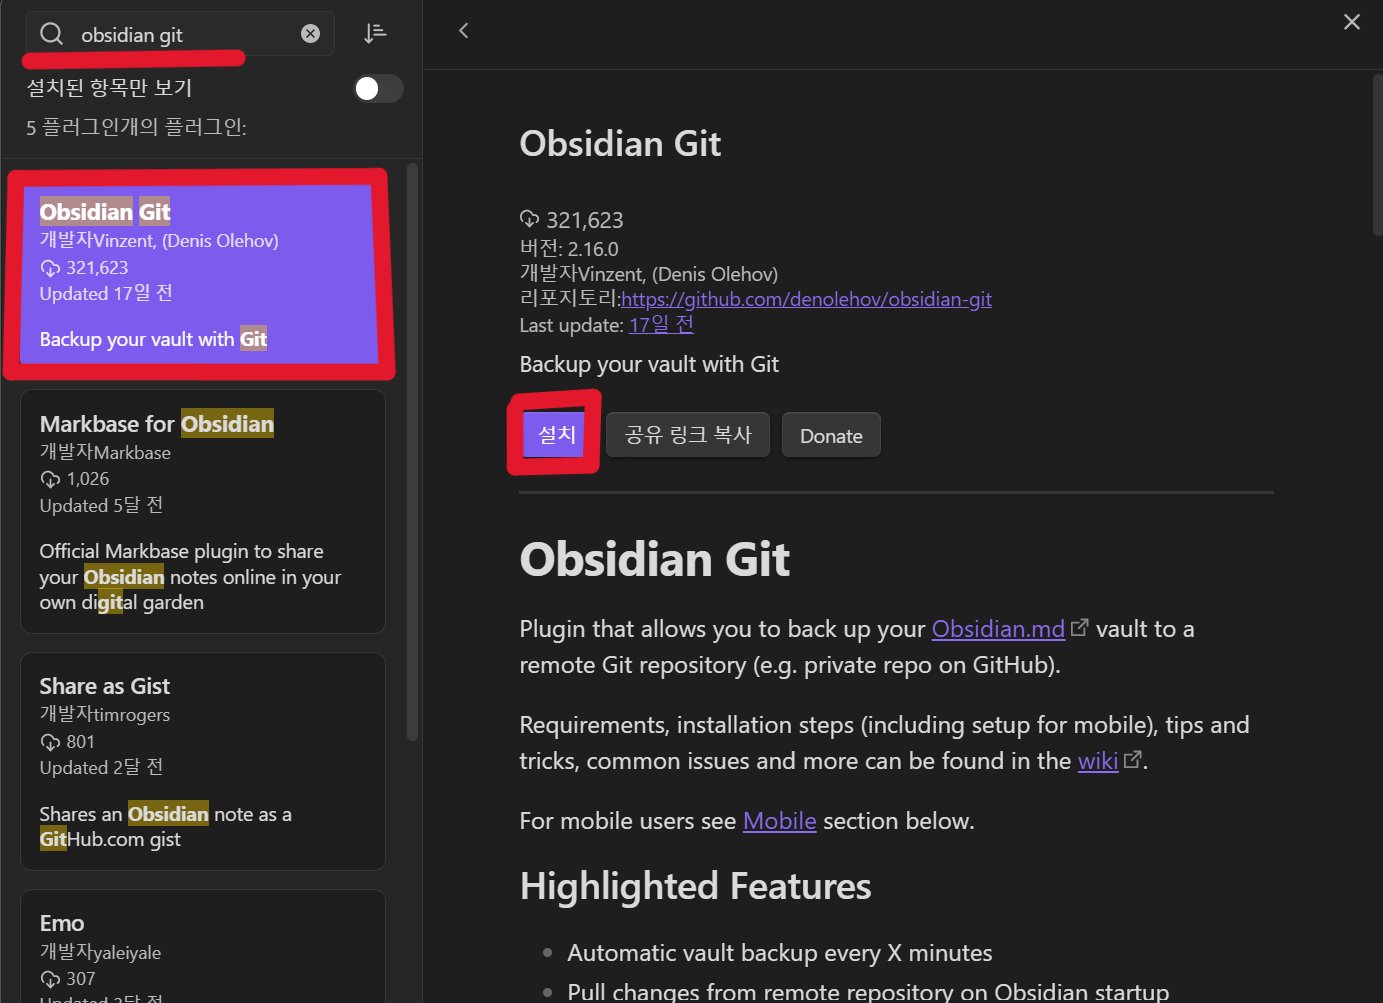 obsidian git
설치된 항목만 보기
5 플러그인개의 플러그인:
Obsidian Git
개발자Vinzent, (Denis Olehov)
321,623
Updated 17일 전
Backup your vault with Git
Markbase for Obsidian
개발자Markbase
1,026
Updated 5달 전
Official Markbase plugin to share
your Obsidian notes online in your
own digital garden
Share as Gist
개발자timrogers
801
Updated 2달 전
Shares an Obsidian note as a
GitHub.com gist
Emo
개발자yaleiyale
307
Obsidian Git
321,623
버전: 2.16.0
개발자Vinzent, (Denis Olehov)
리포지토리:https://github.com/denolehov/obsidian-git
Last update: 17일 전
Backup your vault with Git
설치
공유 링크 복사
Donate
Obsidian Git
Plugin that allows you to back up your Obsidian.md vault to a
remote Git repository (e.g. private repo on GitHub).
Requirements, installation steps (including setup for mobile), tips and
tricks, common issues and more can be found in the wiki.
For mobile users see Mobile section below.
Highlighted Features
Automatic vault backup every X minutes
Pull changes from remote repository on Obsidian startup